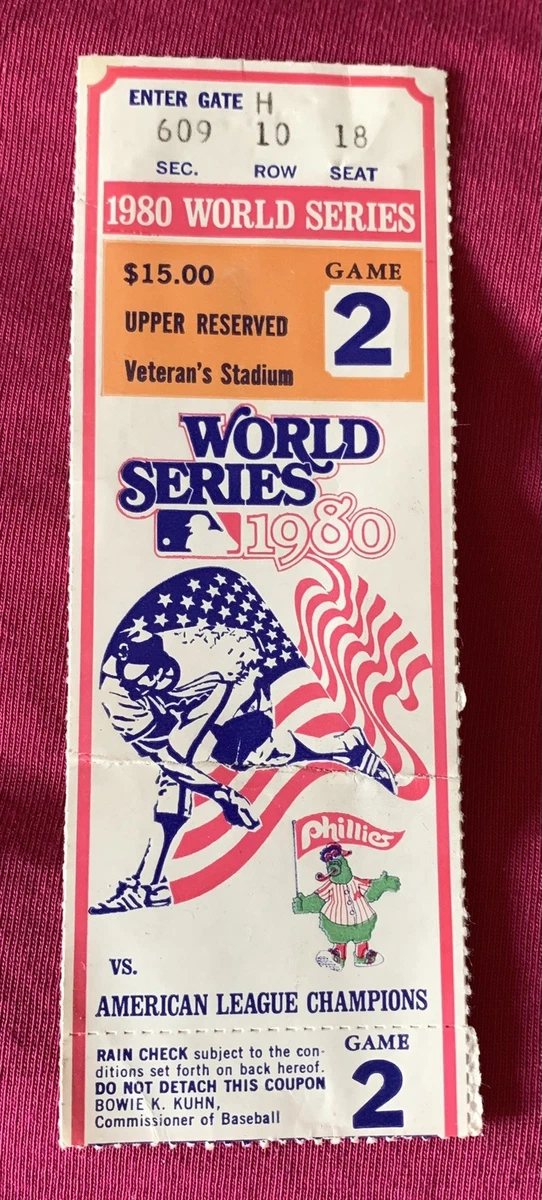 ENTER GATE H
609 10 18
SEC. ROW SEAT
1980 WORLD SERIES
$15.00 GAME
UPPER RESERVED 2
Veteran's Stadium
WORLD
SERIES
1980
Phillies
VS.
AMERICAN LEAGUE CHAMPIONS
RAIN CHECK subject to the con-
ditions set forth on back hereof.
DO NOT DETACH THIS COUPON
BOWIE K. KUHN,
Commissioner of Baseball
GAME
2